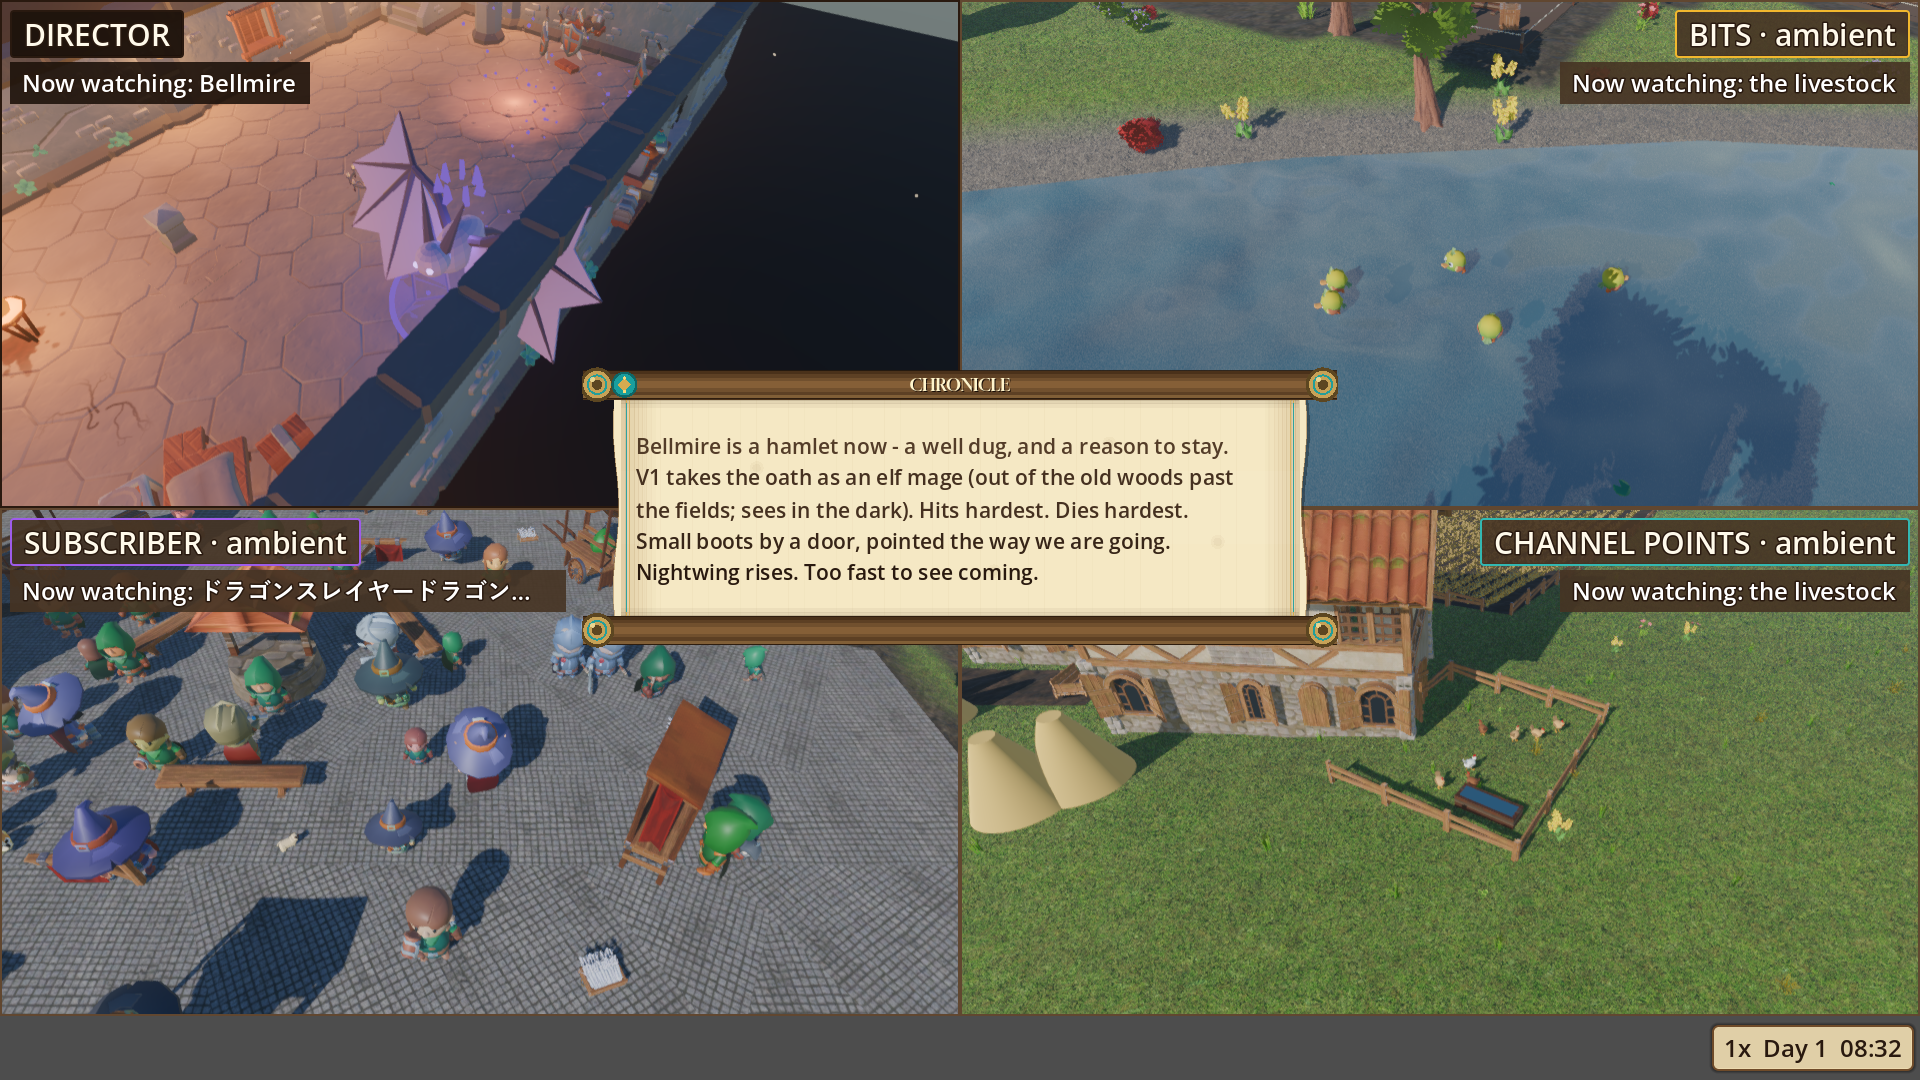 DIRECTOR
Now watching: Bellmire
BITS · ambient
Now watching: the livestock
CHRONICLE
Bellmire is a hamlet now - a well dug, and a reason to stay.
V1 takes the oath as an elf mage (out of the old woods past
the fields; sees in the dark). Hits hardest. Dies hardest.
Small boots by a door, pointed the way we are going.
Nightwing rises. Too fast to see coming.
SUBSCRIBER · ambient
Now watching: ドラゴンスレイヤードラゴン...
CHANNEL POINTS · ambient
Now watching: the livestock
1x Day 1 08:32